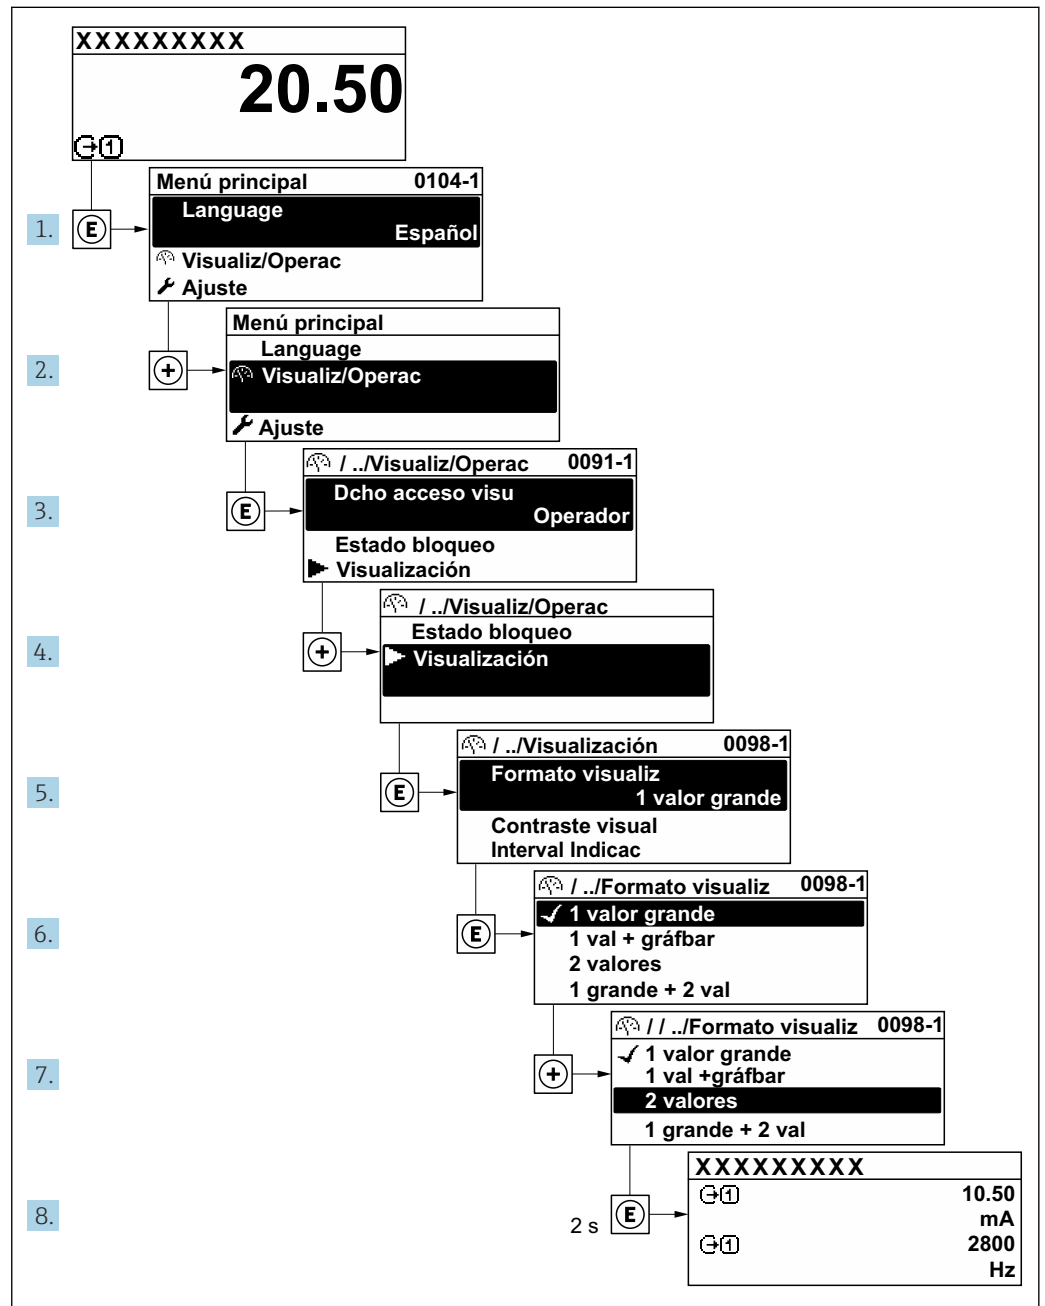 XXXXXXXXX
20.50
1
Menú principal 0104-1
1. E Language
Español
Visualiz/Operac
Ajuste
Menú principal
Language
2. + Visualiz/Operac
Ajuste
/ ../Visualiz/Operac 0091-1
3. E Dcho acceso visu
Operador
Estado bloqueo
Visualización
/ ../Visualiz/Operac
Estado bloqueo
4. + Visualización
/ ../Visualización 0098-1
5. E Formato visualiz
1 valor grande
Contraste visual
Interval Indicac
/ ../Formato visualiz 0098-1
6. E 1 valor grande
1 val + gráfbar
2 valores
1 grande + 2 val
/ / ../Formato visualiz 0098-1
7. + 1 valor grande
1 val +gráfbar
2 valores
1 grande + 2 val
XXXXXXXXX
1 10.50
8. 2 s E mA
1 2800
Hz